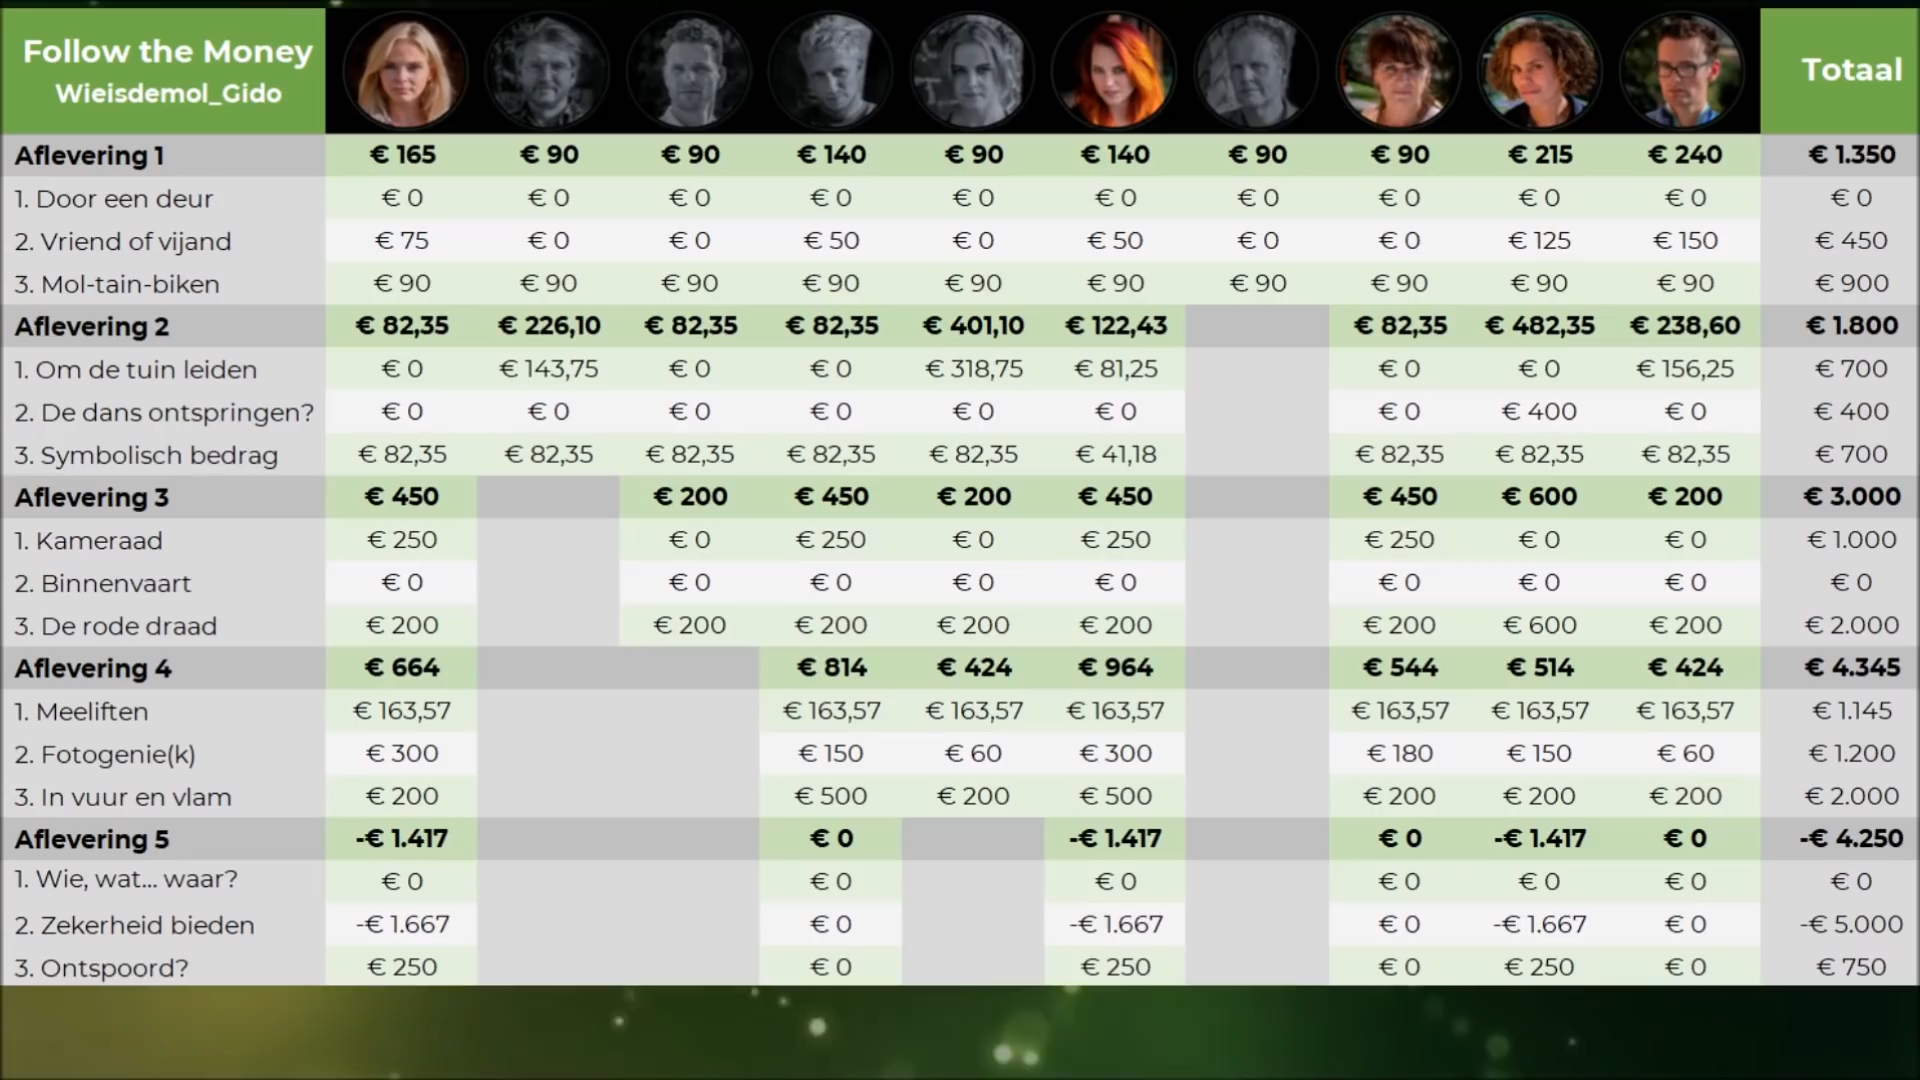 Follow the Money
Wieisdemol_Gido
Totaal
Aflevering 1 € 165 € 90 € 90 € 140 € 90 € 140 € 90 € 90 € 215 € 240 € 1.350
1. Door een deur € 0 € 0 € 0 € 0 € 0 € 0 € 0 € 0 € 0 € 0 € 0
2. Vriend of vijand € 75 € 0 € 0 € 50 € 0 € 50 € 0 € 0 € 125 € 150 € 450
3. Mol-tain-biken € 90 € 90 € 90 € 90 € 90 € 90 € 90 € 90 € 90 € 90 € 900
Aflevering 2 € 82,35 € 226,10 € 82,35 € 82,35 € 401,10 € 122,43 € 82,35 € 482,35 € 238,60 € 1.800
1. Om de tuin leiden € 0 € 143,75 € 0 € 0 € 318,75 € 81,25 € 0 € 0 € 156,25 € 700
2. De dans ontspringen? € 0 € 0 € 0 € 0 € 0 € 0 € 0 € 400 € 0 € 400
3. Symbolisch bedrag € 82,35 € 82,35 € 82,35 € 82,35 € 82,35 € 41,18 € 82,35 € 82,35 € 82,35 € 700
Aflevering 3 € 450 € 200 € 450 € 200 € 450 € 450 € 600 € 200 € 3.000
1. Kameraad € 250 € 0 € 250 € 0 € 250 € 250 € 0 € 0 € 1.000
2. Binnenvaart € 0 € 0 € 0 € 0 € 0 € 0 € 0 € 0 € 0
3. De rode draad € 200 € 200 € 200 € 200 € 200 € 200 € 600 € 200 € 2.000
Aflevering 4 € 664 € 814 € 424 € 964 € 544 € 514 € 424 € 4.345
1. Meeliften € 163,57 € 163,57 € 163,57 € 163,57 € 163,57 € 163,57 € 163,57 € 1.145
2. Fotogenie(k) € 300 € 150 € 60 € 300 € 180 € 150 € 60 € 1.200
3. In vuur en vlam € 200 € 500 € 200 € 500 € 200 € 200 € 200 € 2.000
Aflevering 5 -€ 1.417 € 0 -€ 1.417 € 0 -€ 1.417 € 0 -€ 4.250
1. Wie, wat... waar? € 0 € 0 € 0 € 0 € 0 € 0 € 0
2. Zekerheid bieden -€ 1.667 € 0 -€ 1.667 € 0 -€ 1.667 € 0 -€ 5.000
3. Ontspoord? € 250 € 0 € 250 € 0 € 250 € 0 € 750